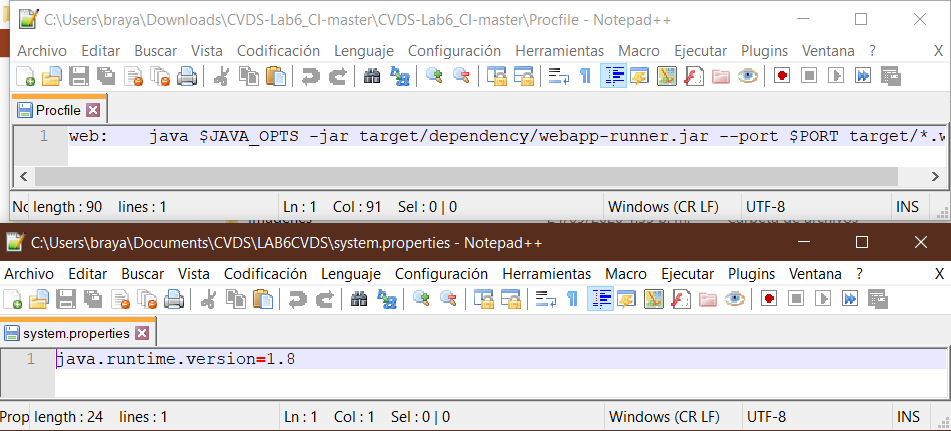 C:\Users\braya\Downloads\CVDS-Lab6_CI-master\CVDS-Lab6_CI-master\Procfile - Notepad++
Archivo Editar Buscar Vista Codificación Lenguaje Configuración Herramientas Macro Ejecutar Plugins Ventana ? X
Procfile
1 web: java $JAVA_OPTS -jar target/dependency/webapp-runner.jar --port $PORT target/*.w
No length : 90 lines : 1 Ln : 1 Col : 91 Sel : 0 | 0 Windows (CR LF) UTF-8 INS
C:\Users\braya\Documents\CVDS\LAB6CVDS\system.properties - Notepad++
Archivo Editar Buscar Vista Codificación Lenguaje Configuración Herramientas Macro Ejecutar Plugins Ventana ? X
system.properties
1 java.runtime.version=1.8
Prop length : 24 lines : 1 Ln : 1 Col : 1 Sel : 0 | 0 Windows (CR LF) UTF-8 INS